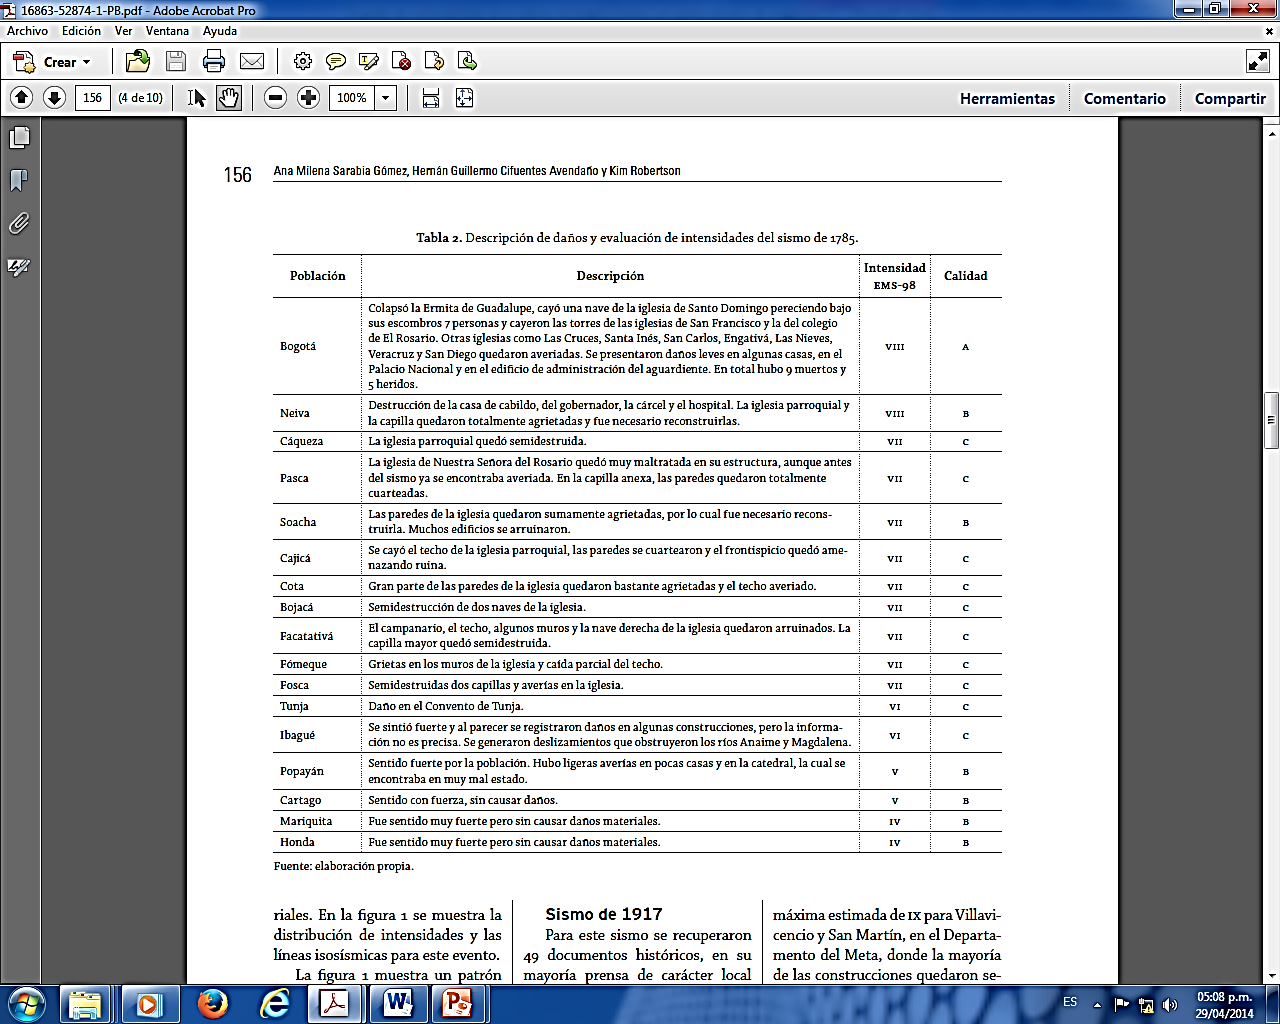 16863-52874-1-PB.pdf - Adobe Acrobat Pro
Archivo Edición Ver Ventana Ayuda
Crear
156 (4 de 10) 100% Herramientas Comentario Compartir
156 Ana Milena Sarabia Gómez, Hernán Guillermo Cifuentes Avendaño y Kim Robertson
Tabla 2. Descripción de daños y evaluación de intensidades del sismo de 1785.
Población Descripción Intensidad EMS-98 Calidad
Bogotá
Colapsó la Ermita de Guadalupe, cayó una nave de la iglesia de Santo Domingo pereciendo bajo
sus escombros 7 personas y cayeron las torres de las iglesias de San Francisco y la del colegio
de El Rosario. Otras iglesias como Las Cruces, Santa Inés, San Carlos, Engativá, Las Nieves,
Veracruz y San Diego quedaron averiadas. Se presentaron daños leves en algunas casas, en el
Palacio Nacional y en el edificio de administración del aguardiente. En total hubo 9 muertos y
5 heridos.
VIII A
Neiva
Destrucción de la casa de cabildo, del gobernador, la cárcel y el hospital. La iglesia parroquial y
la capilla quedaron totalmente agrietadas y fue necesario reconstruirlas.
VIII B
Cáqueza La iglesia parroquial quedó semidestruida. VII C
Pasca
La iglesia de Nuestra Señora del Rosario quedó muy maltratada en su estructura, aunque antes
del sismo ya se encontraba averiada. En la capilla anexa, las paredes quedaron totalmente
cuarteadas.
VII C
Soacha
Las paredes de la iglesia quedaron sumamente agrietadas, por lo cual fue necesario recons-
truirla. Muchos edificios se arruinaron.
VII B
Cajicá
Se cayó el techo de la iglesia parroquial, las paredes se cuartearon y el frontispicio quedó ame-
nazando ruina.
VII C
Cota Gran parte de las paredes de la iglesia quedaron bastante agrietadas y el techo averiado. VII C
Bojacá Semidestrucción de dos naves de la iglesia. VII C
Facatativá
El campanario, el techo, algunos muros y la nave derecha de la iglesia quedaron arruinados. La
capilla mayor quedó semidestruida.
VII C
Fómeque Grietas en los muros de la iglesia y caída parcial del techo. VII C
Fosca Semidestruidas dos capillas y averías en la iglesia. VII C
Tunja Daño en el Convento de Tunja. VI C
Ibagué
Se sintió fuerte y al parecer se registraron daños en algunas construcciones, pero la informa-
ción no es precisa. Se generaron deslizamientos que obstruyeron los ríos Anaime y Magdalena.
VI C
Popayán
Sentido fuerte por la población. Hubo ligeras averías en pocas casas y en la catedral, la cual se
encontraba en muy mal estado.
V B
Cartago Sentido con fuerza, sin causar daños. V B
Mariquita Fue sentido muy fuerte pero sin causar daños materiales. IV B
Honda Fue sentido muy fuerte pero sin causar daños materiales. IV B
Fuente: elaboración propia.
riales. En la figura 1 se muestra la
distribución de intensidades y las
líneas isosísmicas para este evento.
La figura 1 muestra un patrón
Sismo de 1917
Para este sismo se recuperaron
49 documentos históricos, en su
mayoría prensa de carácter local
máxima estimada de IX para Villavi-
cencio y San Martín, en el Departa-
mento del Meta, donde la mayoría
de las construcciones quedaron se-
ES 05:08 p.m.
29/04/2014